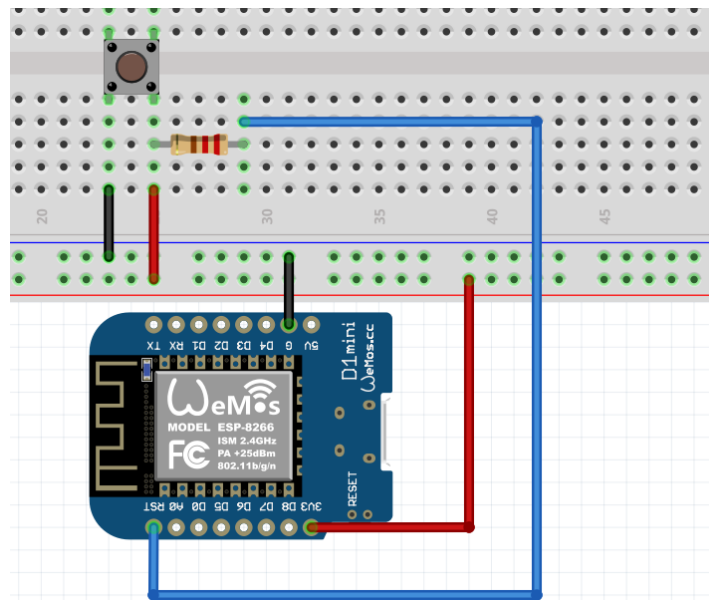 20 30 35 40 45
TX RX D1 D2 D3 D4 G 5V
D1 mini
WeMos.cc
WeMos
MODEL ESP-8266
ISM 2.4GHz
PA +25dBm
802.11b/g/n
FC
RESET
RST A0 D0 D5 D6 D7 D8 3V3